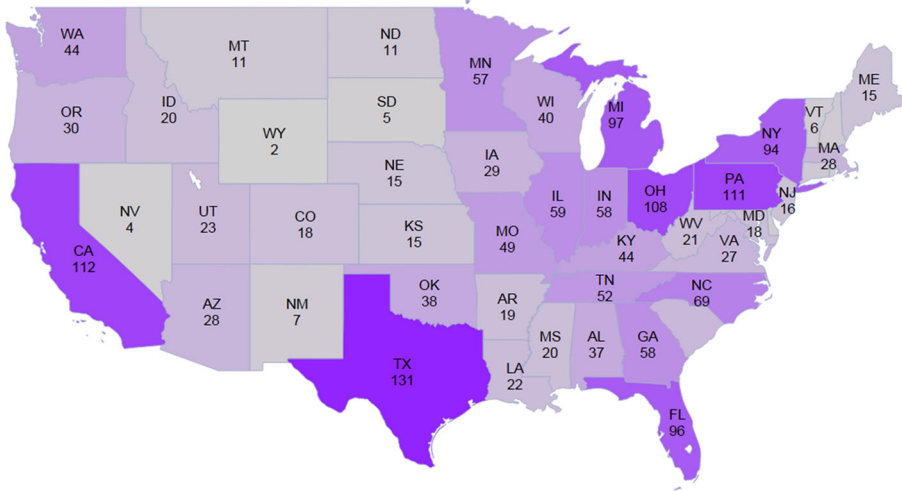 WA
44
MT
11
ND
11
MN
57
ME
15
OR
30
ID
20
SD
5
WI
40
MI
97
VT
6
NY
94
MA
28
WY
2
IA
29
NE
15
PA
111
NJ
16
NV
4
UT
23
CO
18
KS
15
IL
59
IN
58
OH
108
WV
21
MD
18
VA
27
CA
112
MO
49
KY
44
AZ
28
NM
7
OK
38
AR
19
TN
52
NC
69
TX
131
LA
22
MS
20
AL
37
GA
58
FL
96